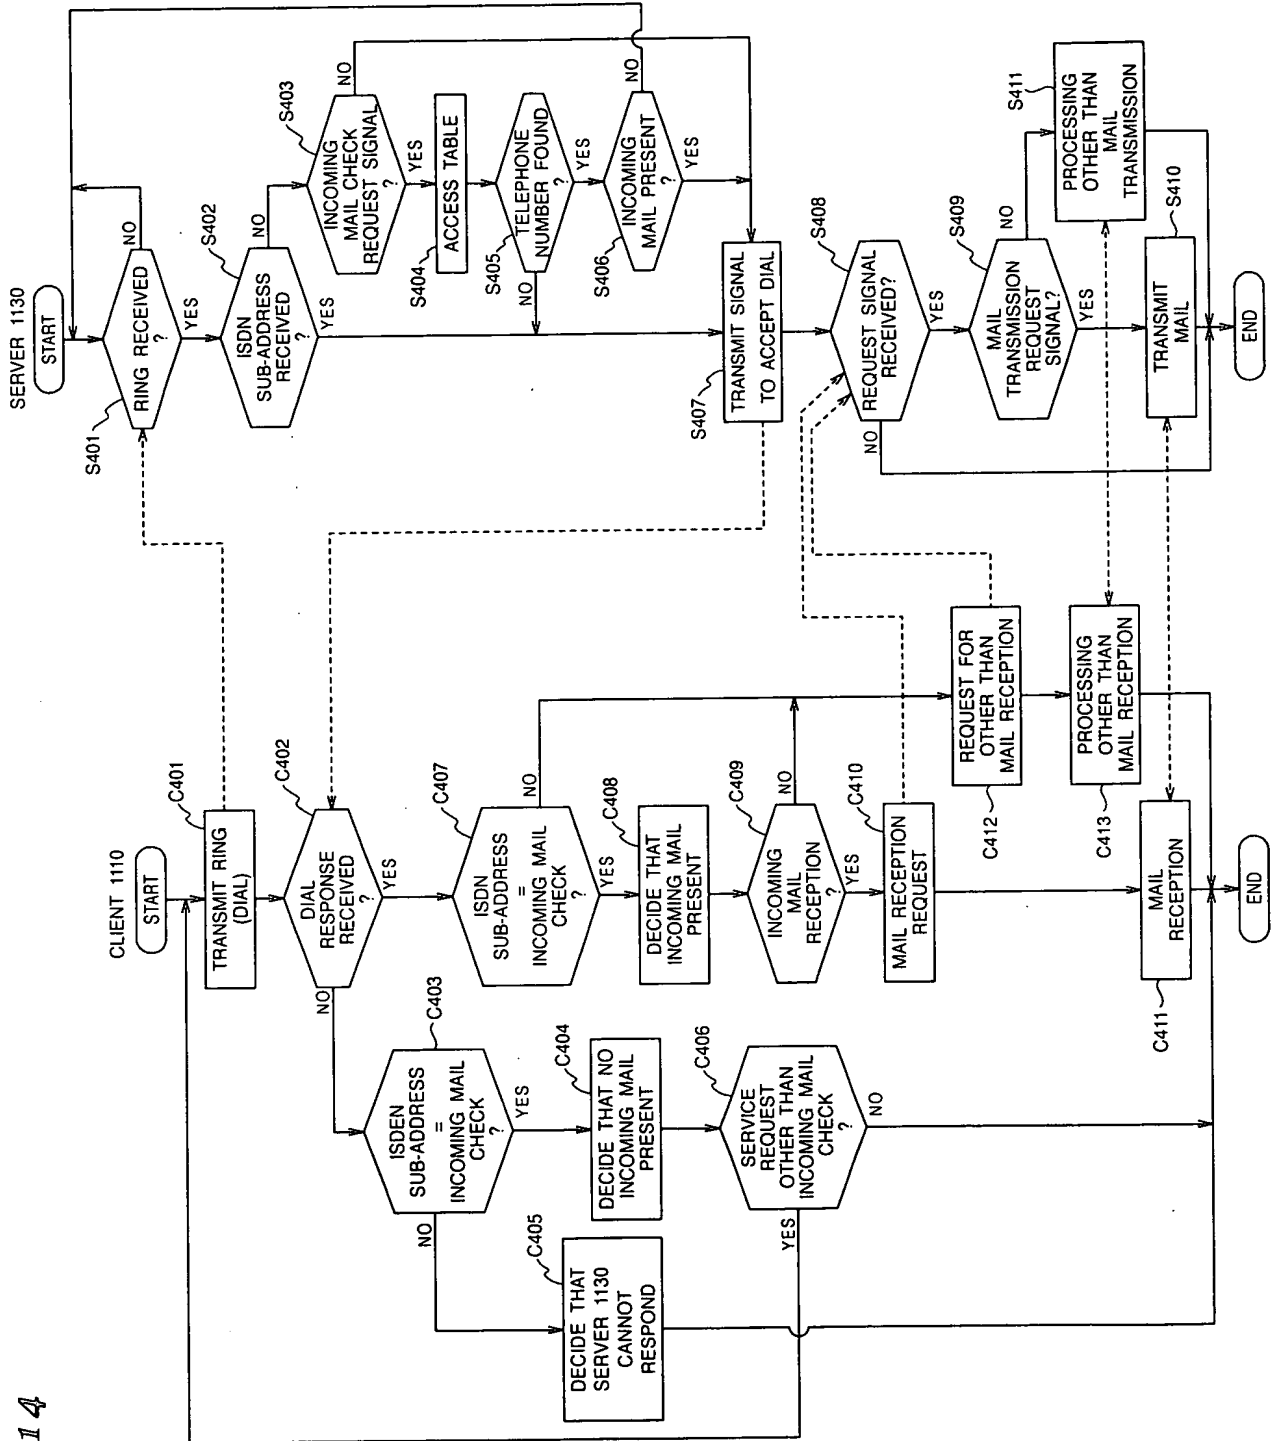 14
CLIENT 1110
START
C401
TRANSMIT RING
(DIAL)
C402
DIAL
RESPONSE
RECEIVED
?
NO
YES
C403
ISDEN
SUB-ADDRESS
=
INCOMING MAIL
CHECK
?
NO
YES
C404
DECIDE THAT NO
INCOMING MAIL
PRESENT
C405
DECIDE THAT
SERVER 1130
CANNOT
RESPOND
C406
SERVICE
REQUEST
OTHER THAN
INCOMING MAIL
CHECK
?
YES
NO
C407
ISDN
SUB-ADDRESS
=
INCOMING MAIL
CHECK
?
NO
YES
C408
DECIDE THAT
INCOMING MAIL
PRESENT
C409
INCOMING
MAIL
RECEPTION?
?
NO
YES
C410
MAIL RECEPTION
REQUEST
C411
MAIL
RECEPTION
C412
REQUEST FOR
OTHER THAN
MAIL RECEPTION
C413
PROCESSING
OTHER THAN
MAIL RECEPTION
END
SERVER 1130
START
S401
RING RECEIVED
?
NO
YES
S402
ISDN
SUB-ADDRESS
RECEIVED
?
NO
YES
S403
INCOMING
MAIL CHECK
REQUEST SIGNAL
?
NO
YES
S404
ACCESS TABLE
S405
TELEPHONE
NUMBER FOUND
?
NO
YES
S406
INCOMING
MAIL PRESENT
?
NO
YES
S407
TRANSMIT SIGNAL
TO ACCEPT DIAL
S408
REQUEST SIGNAL
RECEIVED?
NO
YES
S409
MAIL
TRANSMISSION
REQUEST
SIGNAL?
NO
YES
S410
TRANSMIT
MAIL
S411
PROCESSING
OTHER THAN
MAIL
TRANSMISSION
END